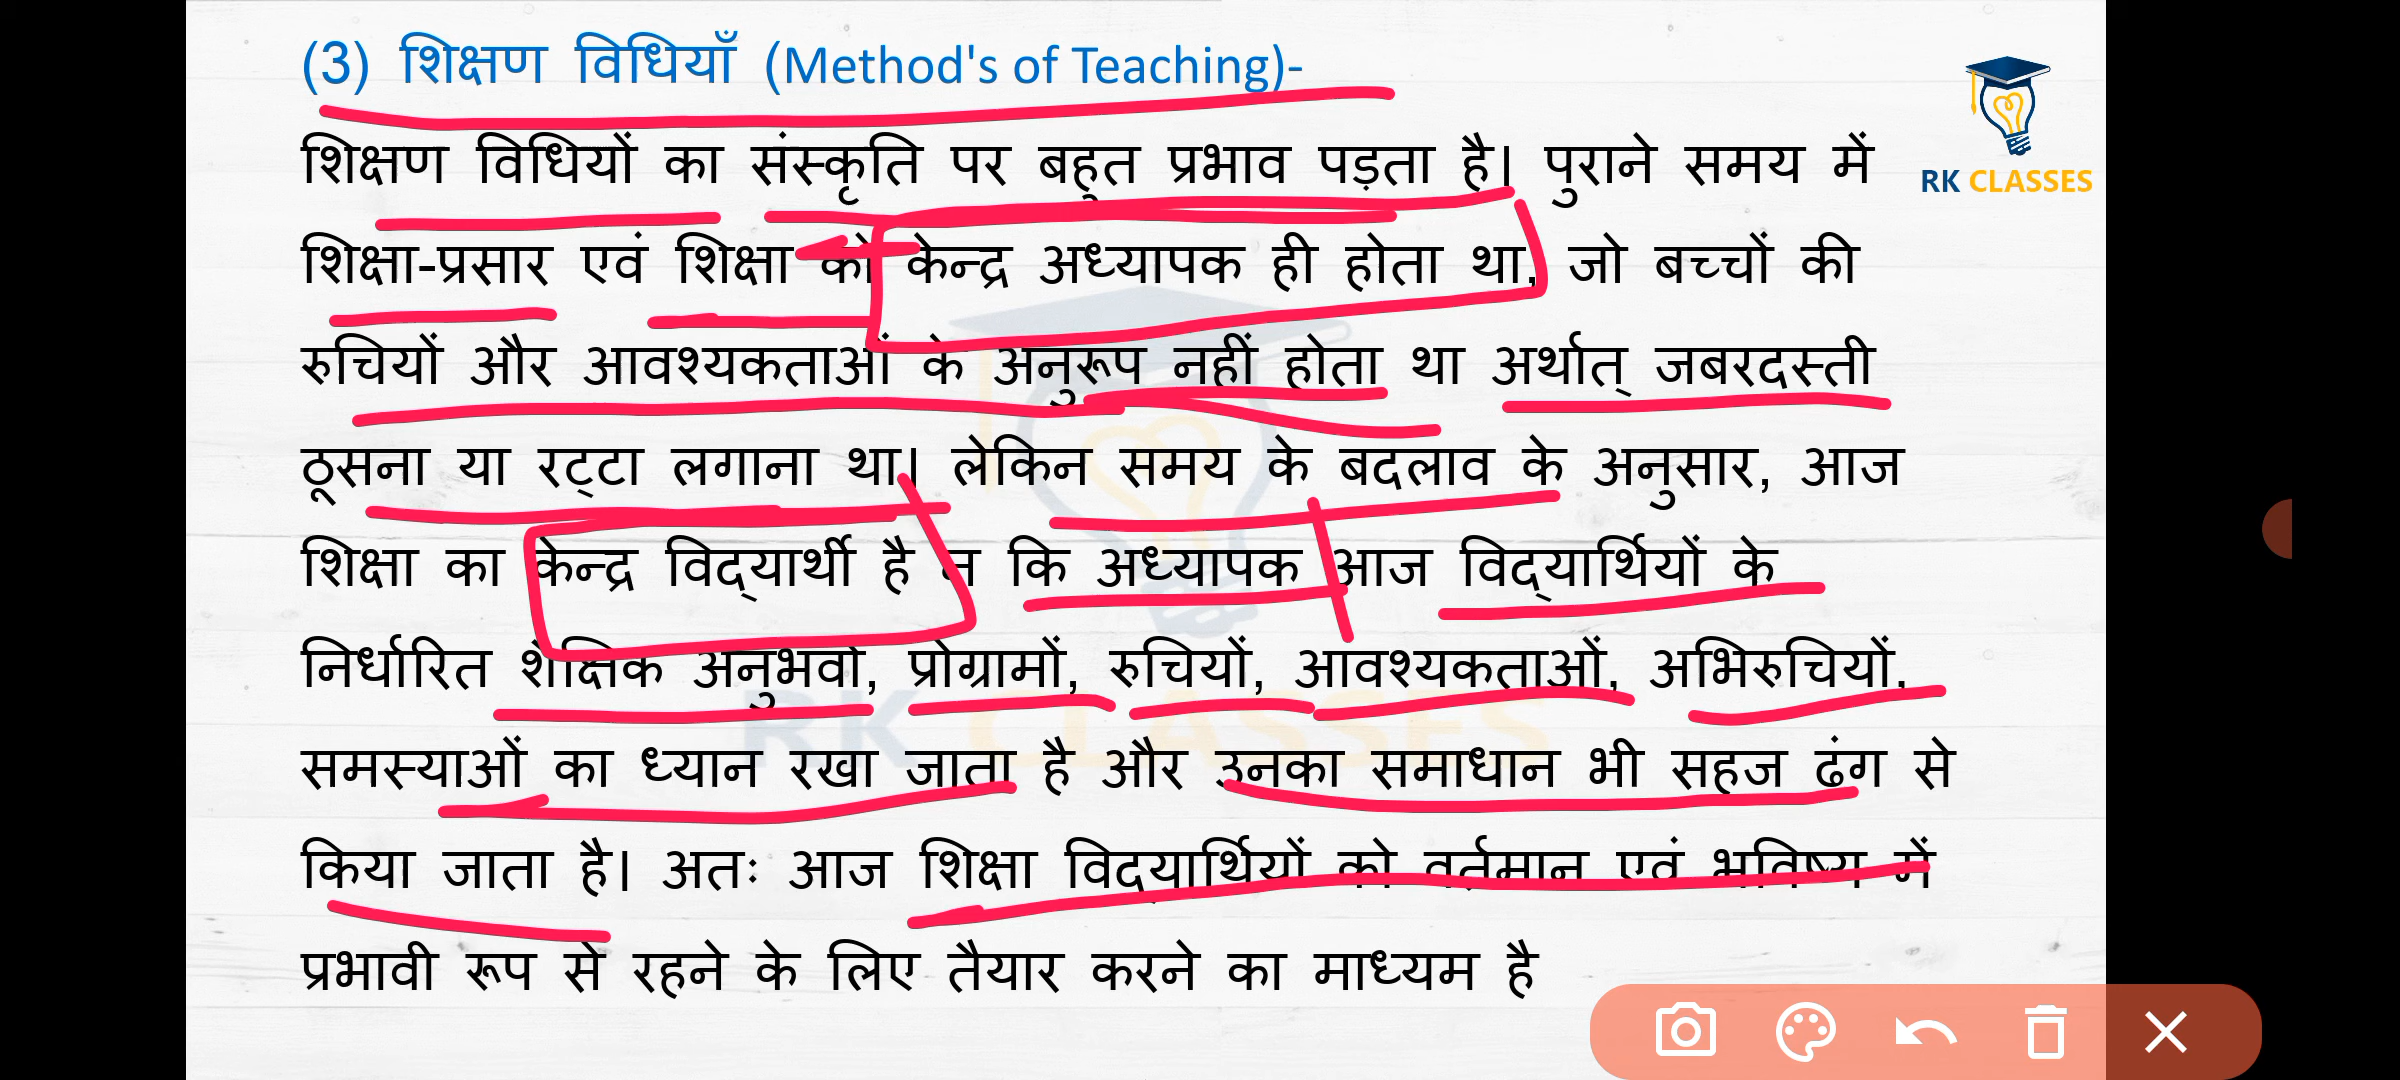 (3) शिक्षण विधियाँ (Method's of Teaching)-
शिक्षण विधियों का संस्कृति पर बहुत प्रभाव पड़ता है। पुराने समय में
शिक्षा-प्रसार एवं शिक्षा को केन्द्र अध्यापक ही होता था, जो बच्चों की
रुचियों और आवश्यकताओं के अनुरूप नहीं होता था अर्थात् जबरदस्ती
ठूसना या रट्टा लगाना था। लेकिन समय के बदलाव के अनुसार, आज
शिक्षा का केन्द्र विद्यार्थी है न कि अध्यापक आज विद्यार्थियों के
निर्धारित शैक्षिक अनुभवों, प्रोग्रामों, रुचियों, आवश्यकताओं, अभिरुचियों,
समस्याओं का ध्यान रखा जाता है और उनका समाधान भी सहज ढंग से
किया जाता है। अतः आज शिक्षा विद्यार्थियों को वर्तमान एवं भविष्य में
प्रभावी रूप से रहने के लिए तैयार करने का माध्यम है
RK CLASSES
RK CLASSES